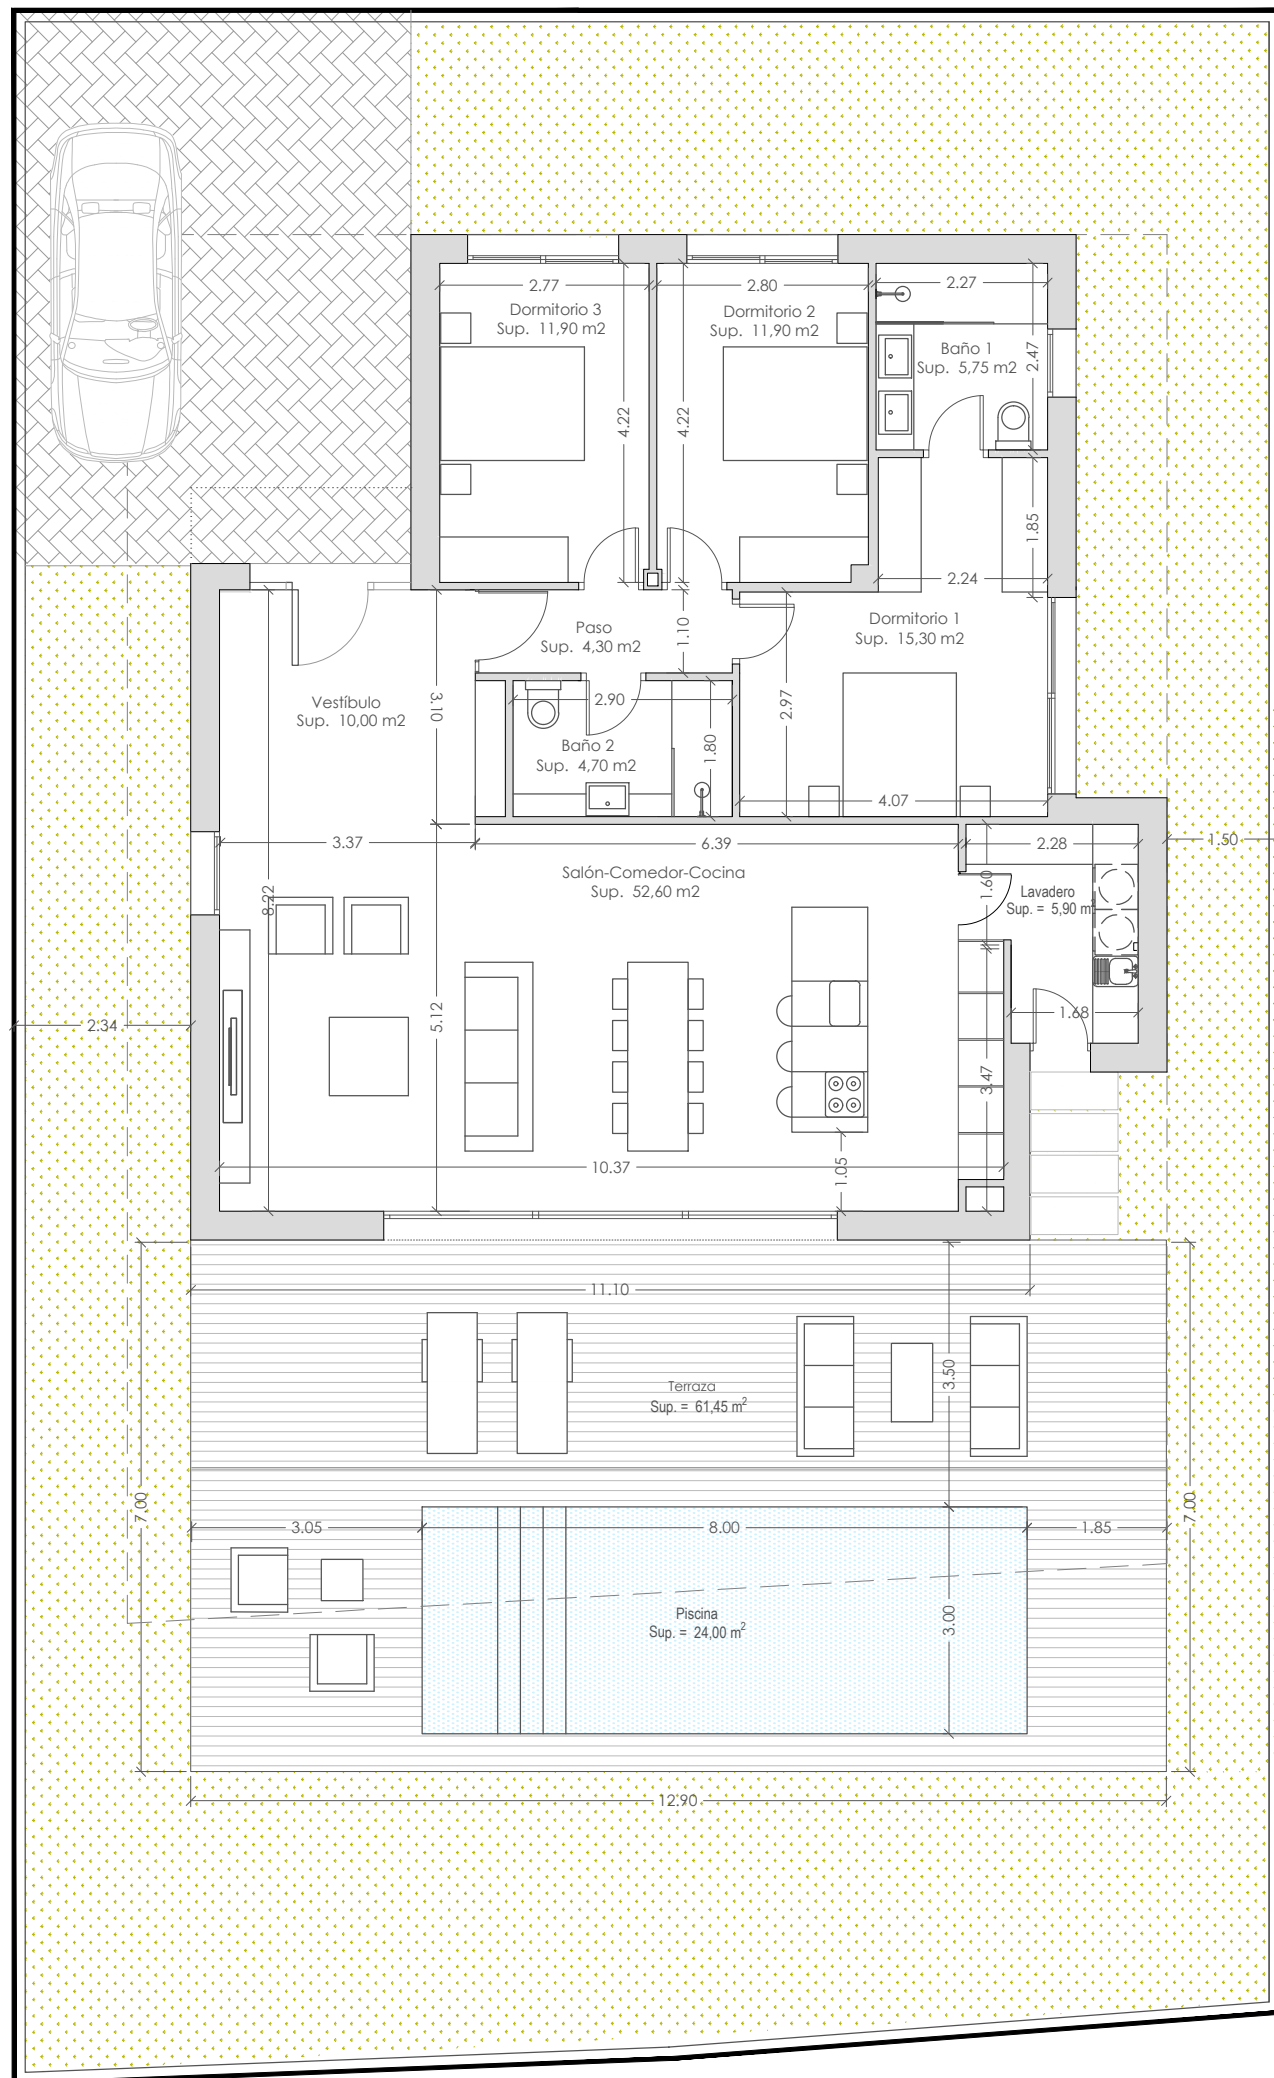 2.77
2.80
2.27
Dormitorio 3
Sup.  11,90 m2
Dormitorio 2
Sup.  11,90 m2
Baño 1
Sup.  5,75 m2
2.47
4.22
4.22
1.85
2.24
Paso
Sup.  4,30 m2
1.10
Dormitorio 1
Sup.  15,30 m2
Vestíbulo
Sup.  10,00 m2
3.10
2.90
2.97
Baño 2
Sup.  4,70 m2
1.80
4.07
3.37
6.39
2.28
1.50
Salón-Comedor-Cocina
Sup.  52,60 m2
8.22
1.60
Lavadero
Sup. =  5,90 m²
2.34
5.12
1.68
3.47
10.37
1.05
11.10
3.50
Terraza
Sup. =  61,45 m²
7.00
7.00
3.05
8.00
1.85
Piscina
Sup. =  24,00 m²
3.00
12.90